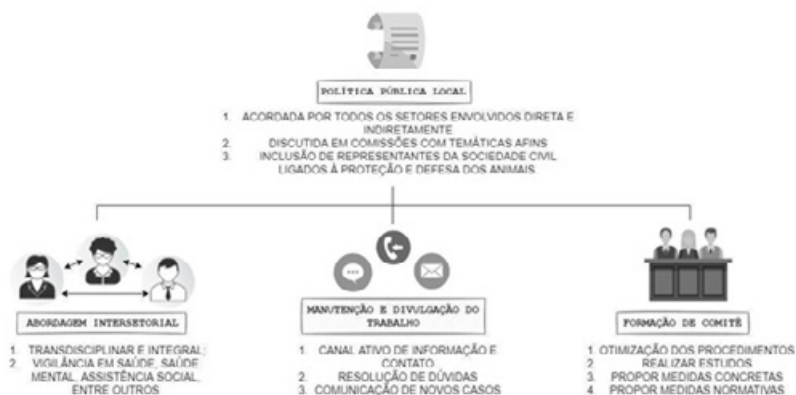 POLÍTICA PÚBLICA LOCAL
1. ACORDADA POR TODOS OS SETORES ENVOLVIDOS DIRETA E
INDIRETAMENTE
2. DISCUTIDA EM COMISSÕES COM TEMÁTICAS AFINS
3. INCLUSÃO DE REPRESENTANTES DA SOCIEDADE CIVIL
LIGADOS À PROTEÇÃO E DEFESA DOS ANIMAIS.
ABORDAGEM INTERSETORIAL
1. TRANSDISCIPLINAR E INTEGRAL;
2. VIGILÂNCIA EM SAÚDE, SAÚDE
MENTAL, ASSISTÊNCIA SOCIAL,
ENTRE OUTROS
MANUTENÇÃO E DIVULGAÇÃO DO
TRABALHO
1. CANAL ATIVO DE INFORMAÇÃO E
CONTATO
2. RESOLUÇÃO DE DÚVIDAS
3. COMUNICAÇÃO DE NOVOS CASOS
FORMAÇÃO DE COMITÊ
1. OTIMIZAÇÃO DOS PROCEDIMENTOS
2. REALIZAR ESTUDOS
3. PROPOR MEDIDAS CONCRETAS
4. PROPOR MEDIDAS NORMATIVAS